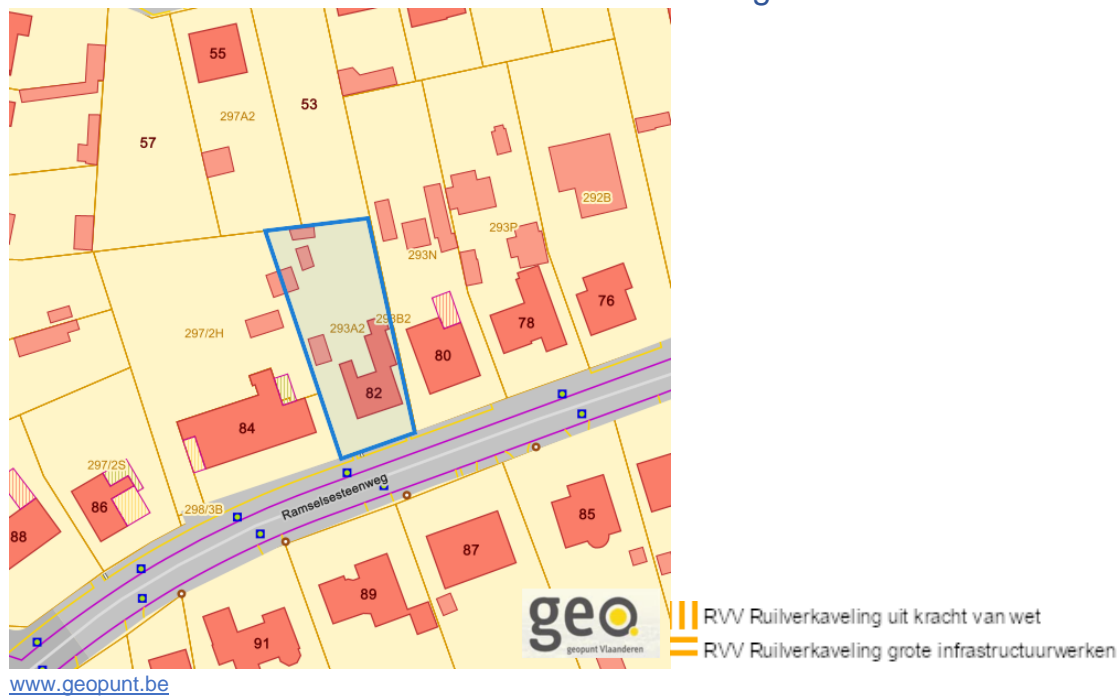 55
53
297A2
57
292B
293P
293N
76
297/2H
293A2
293B2
78
80
82
84
297/2S
86
298/3B
Ramselsesteenweg
88
85
87
89
91
geo.
geopunt Vlaanderen
RVV Ruilverkaveling uit kracht van wet
RVV Ruilverkaveling grote infrastructuurwerken
www.geopunt.be